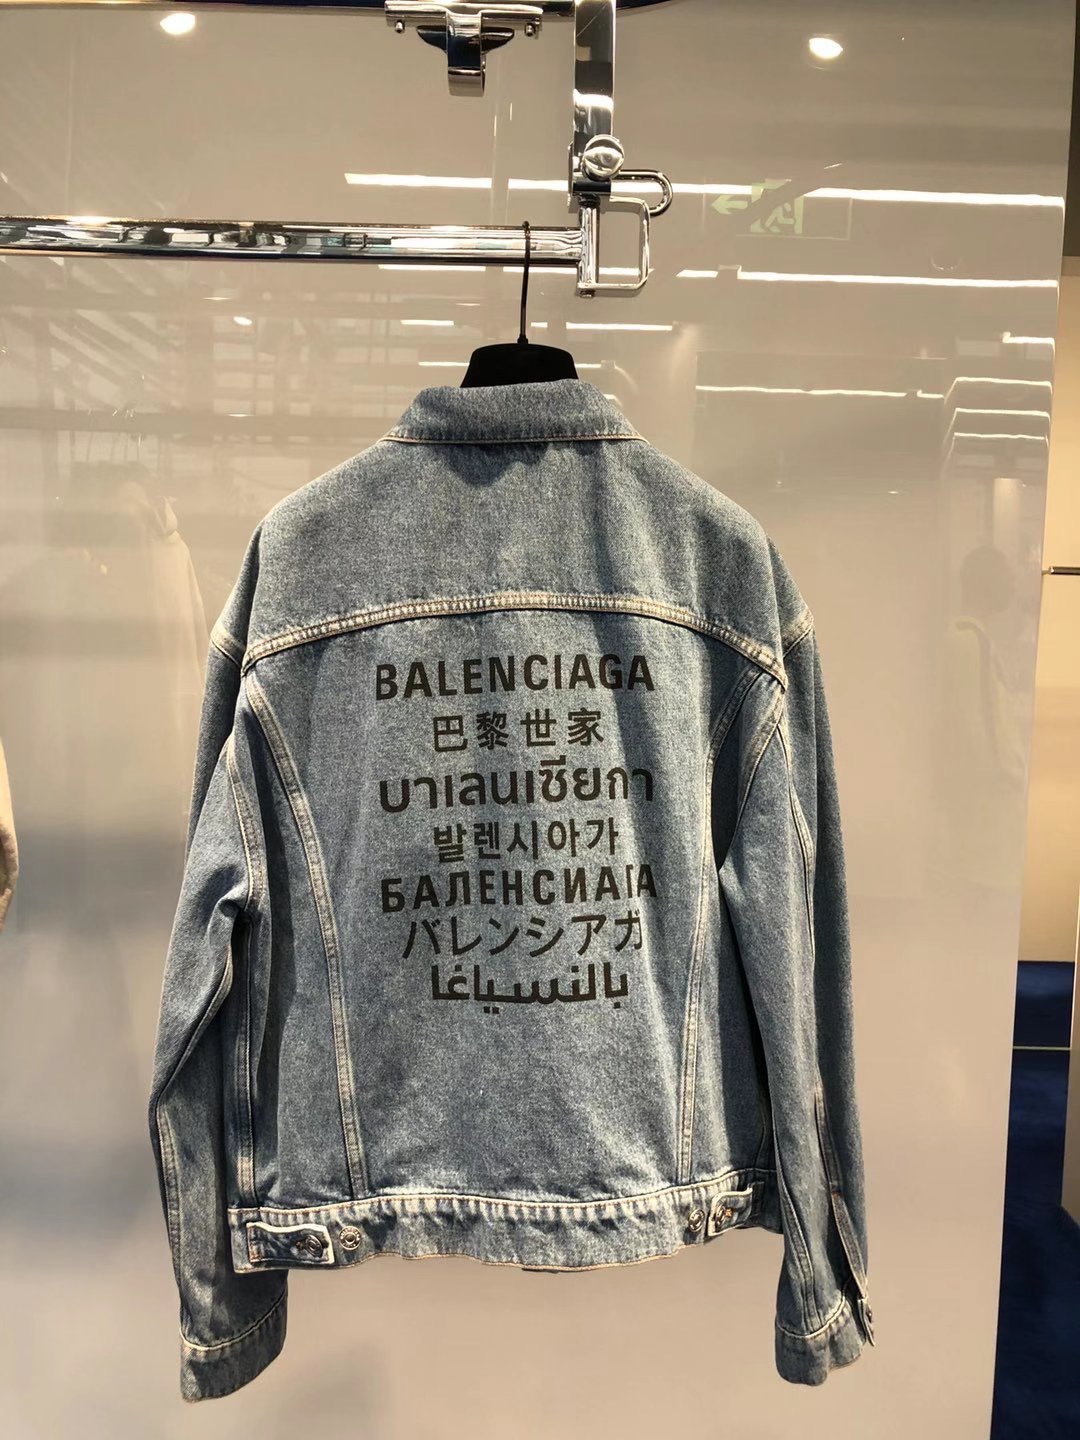 BALENCIAGA
巴黎世家
บาเลนเซียกา
발렌시아가
БАЛЕНСИАГА
バレンシアガ
بالنسياغا